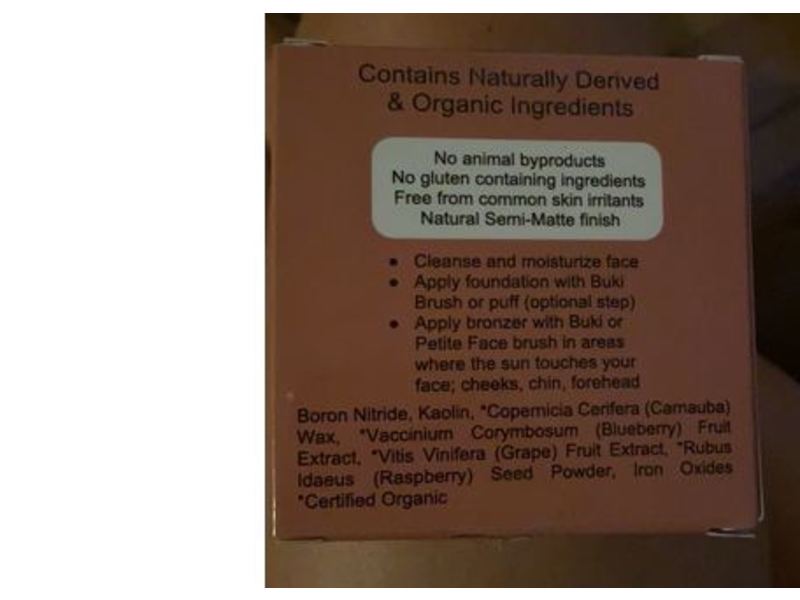 Contains Naturally Derived
& Organic Ingredients
No animal byproducts
No gluten containing ingredients
Free from common skin irritants
Natural Semi-Matte finish
• Cleanse and moisturize face
• Apply foundation with Buki
Brush or puff (optional step)
• Apply bronzer with Buki or
Petite Face brush in areas
where the sun touches your
face; cheeks, chin, forehead
Boron Nitride, Kaolin, *Copernicia Cerifera (Carnauba)
Wax, *Vaccinium Corymbosum (Blueberry) Fruit
Extract, *Vitis Vinifera (Grape) Fruit Extract, *Rubus
Idaeus (Raspberry) Seed Powder, Iron Oxides
*Certified Organic